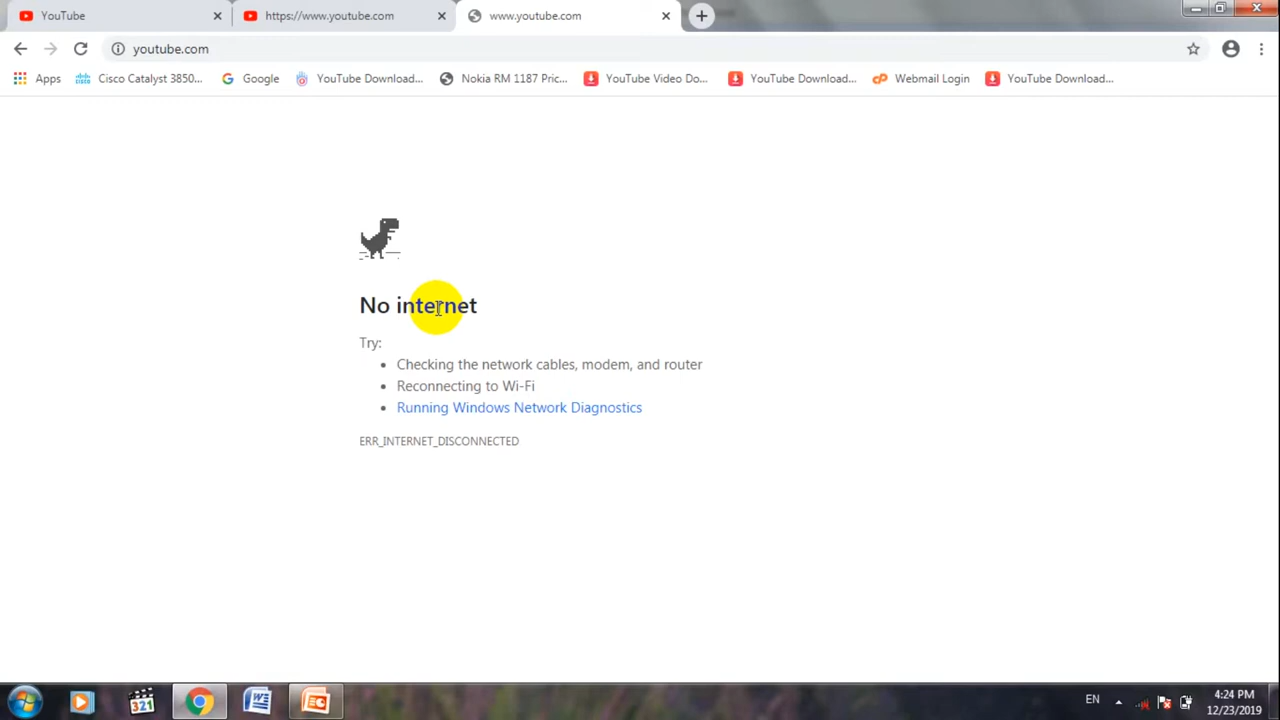 YouTube
https://www.youtube.com
www.youtube.com
youtube.com
Apps
Cisco Catalyst 3850...
Google
YouTube Download...
Nokia RM 1187 Pric...
YouTube Video Do...
YouTube Download...
Webmail Login
YouTube Download...
No internet
Try:
Checking the network cables, modem, and router
Reconnecting to Wi-Fi
Running Windows Network Diagnostics
ERR_INTERNET_DISCONNECTED
321
EN
4:24 PM
12/23/2019